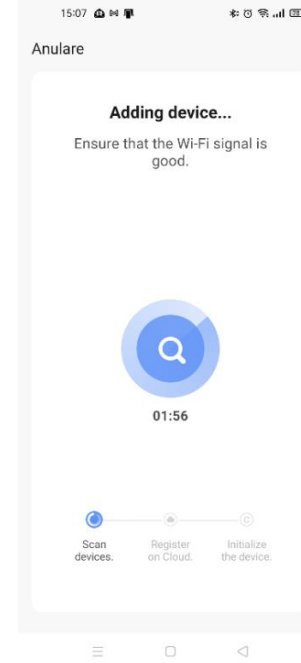 15:07
Anulare
Adding device...
Ensure that the Wi-Fi signal is
good.
01:56
Scan
devices.
Register
on Cloud.
Initialize
the device.